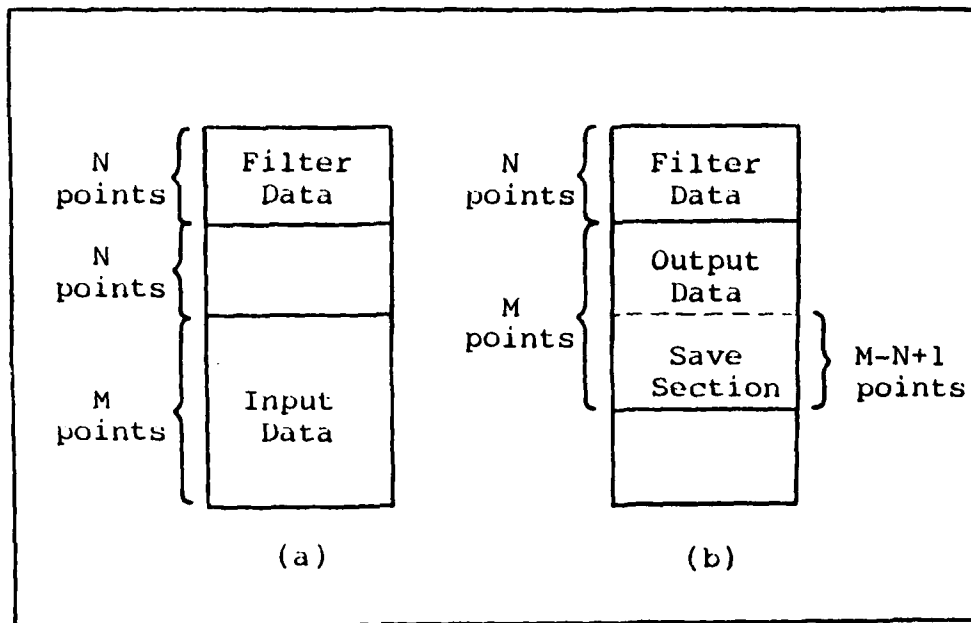 N
points
Filter
Data
N
points
M
points
Input
Data
(a)
N
points
Filter
Data
M
points
Output
Data
Save
Section
M-N+1
points
(b)